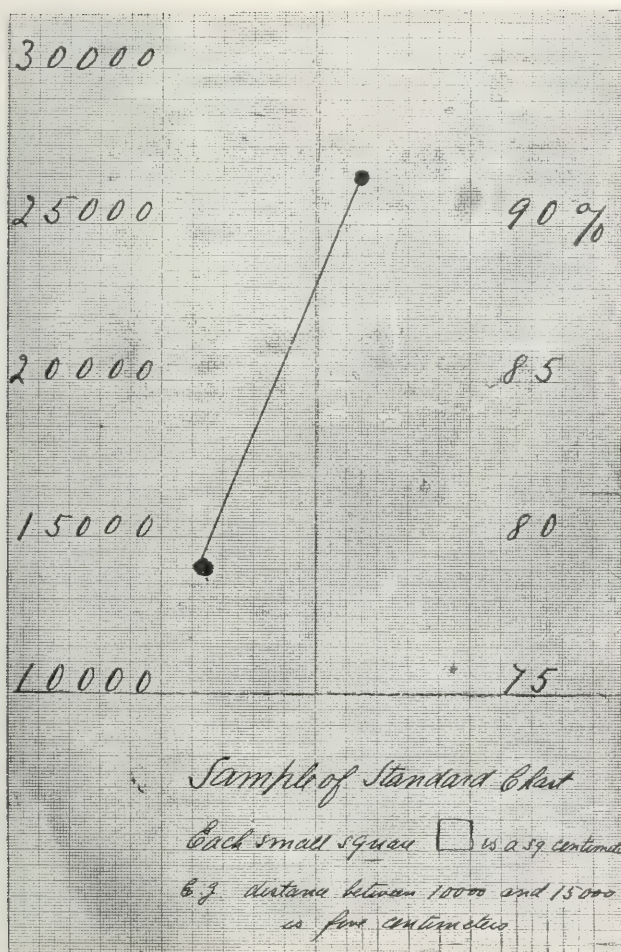 30000
25000 90%
20000 85
15000 80
10000 75
Sample of Standard Chart
Each small square is a sq centimete
E.g. distance between 10000 and 15000
is five centimeters